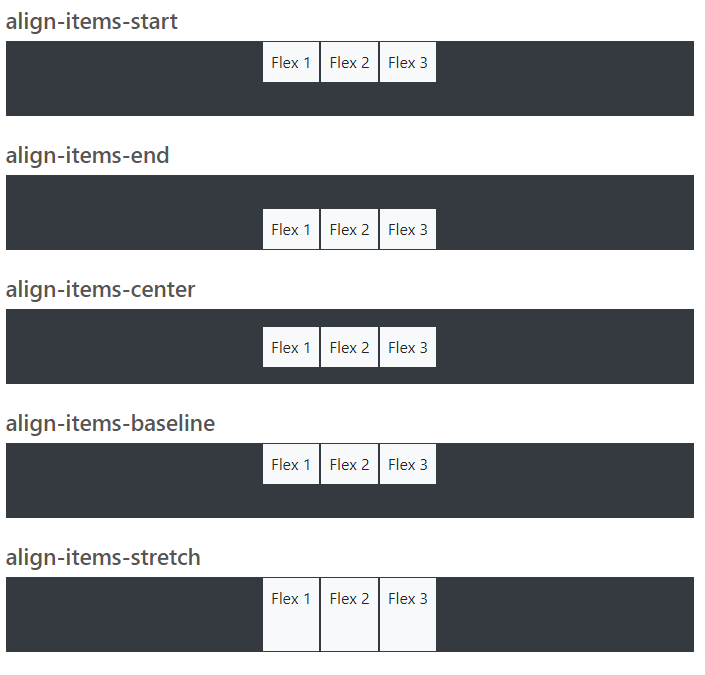 align-items-start
Flex 1 Flex 2 Flex 3
align-items-end
Flex 1 Flex 2 Flex 3
align-items-center
Flex 1 Flex 2 Flex 3
align-items-baseline
Flex 1 Flex 2 Flex 3
align-items-stretch
Flex 1 Flex 2 Flex 3